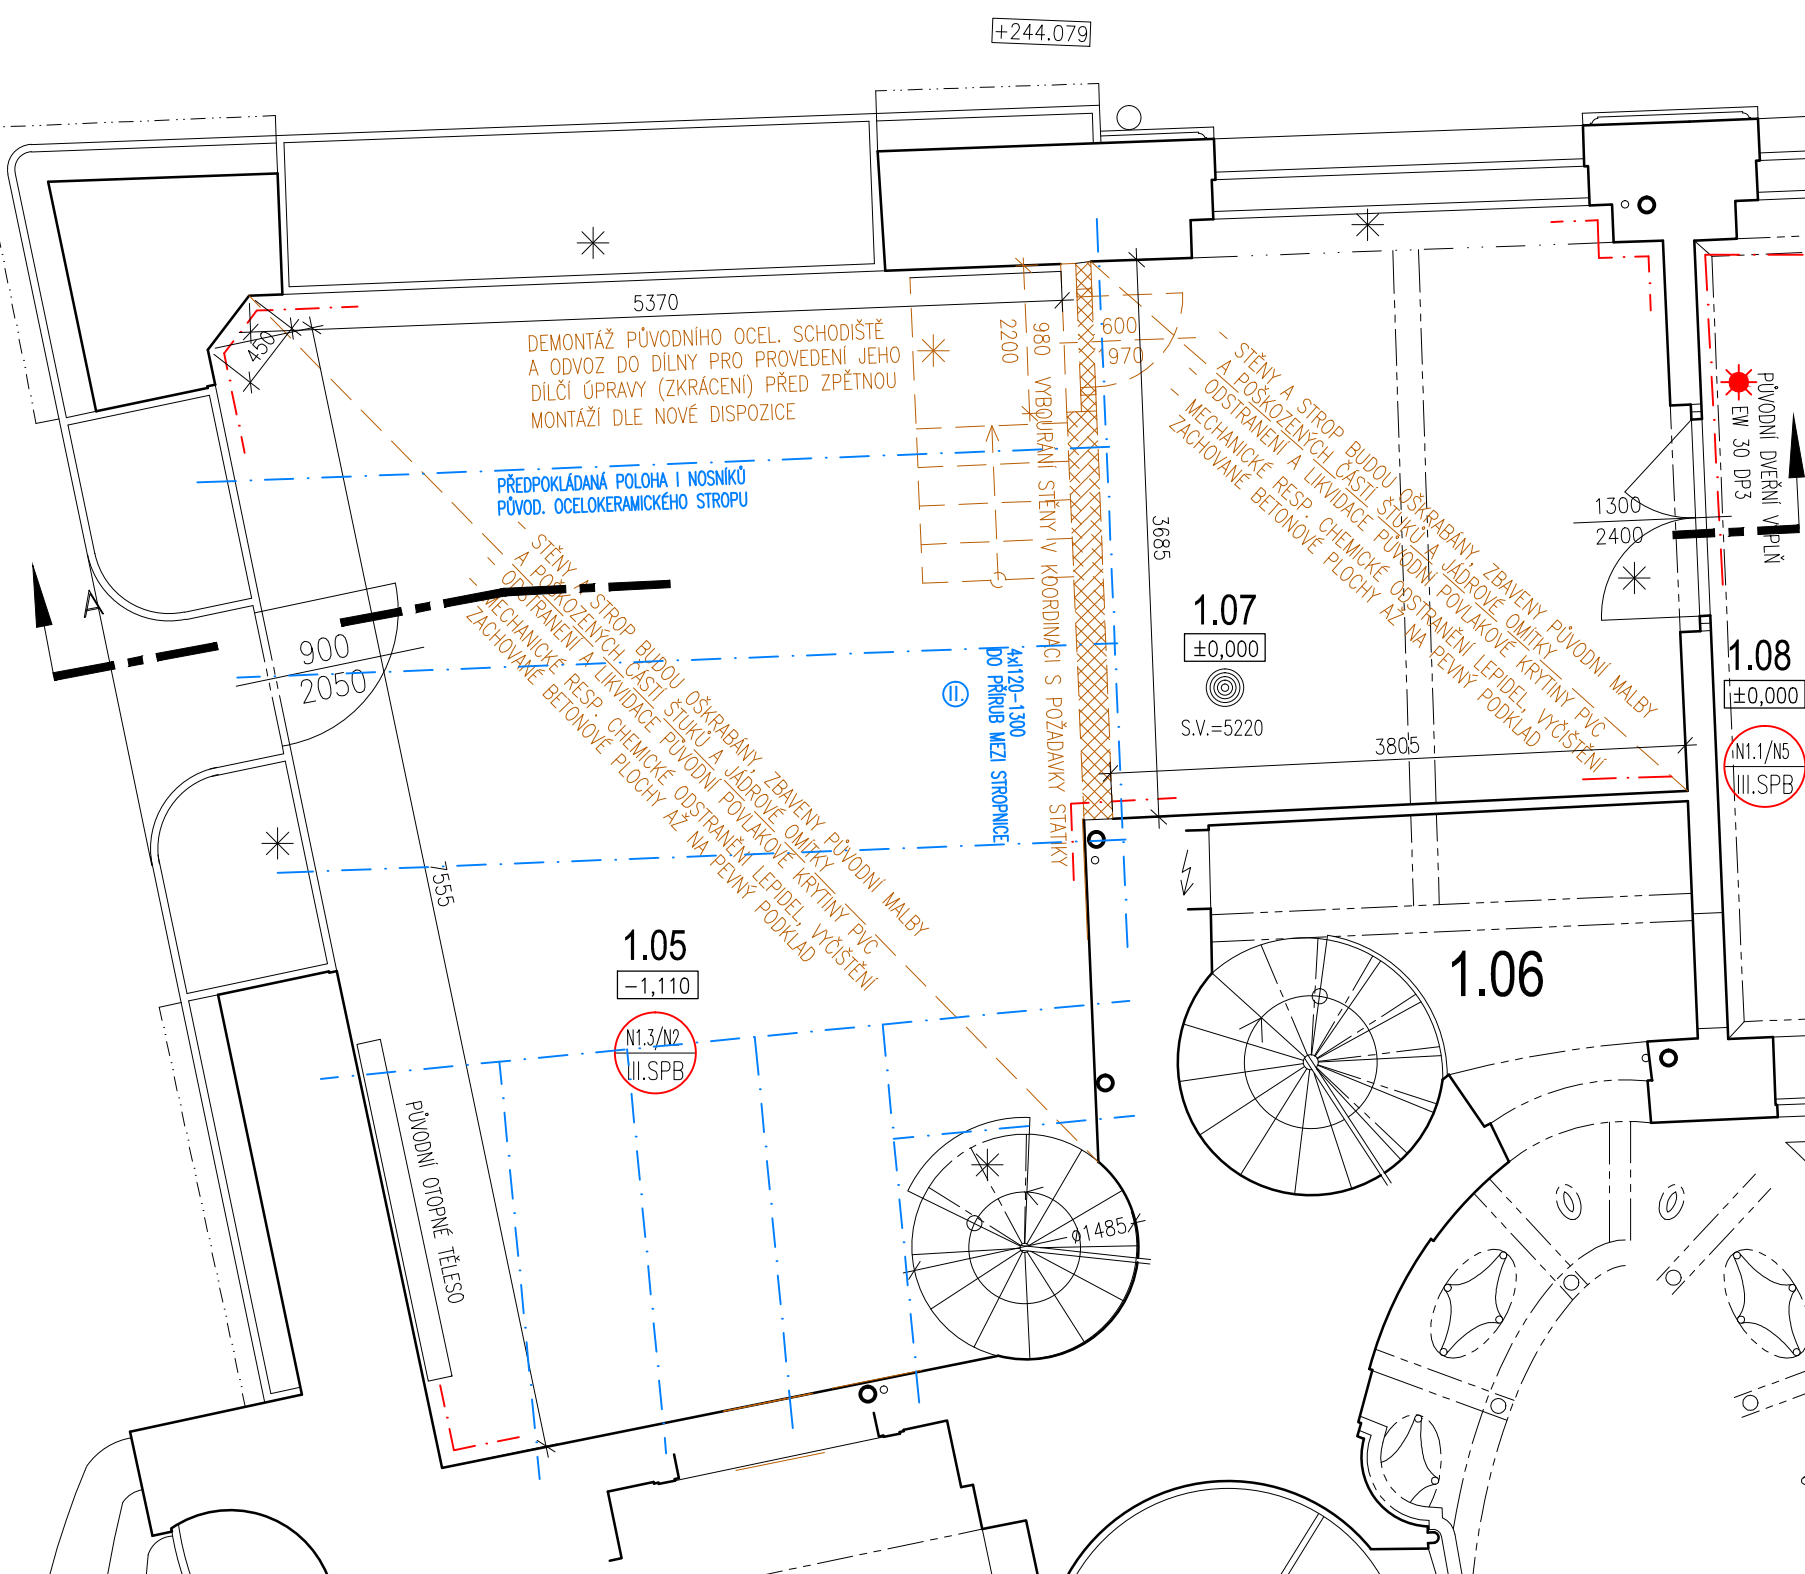 +244.079
5370
450
DEMONTÁŽ PŮVODNÍHO OCEL. SCHODIŠTĚ
A ODVOZ DO DÍLNY PRO PROVEDENÍ JEHO
DÍLČÍ ÚPRAVY (ZKRÁCENÍ) PŘED ZPĚTNOU
MONTÁŽÍ DLE NOVÉ DISPOZICE
980
2200
600
1970
VYBOURÁNÍ STĚNY V KOORDINACI S POŽADAVKY STATIKY
PŘEDPOKLÁDANÁ POLOHA I NOSNÍKŮ
PŮVOD. OCELOKERAMICKÉHO STROPU
- STĚNY A STROP BUDOU OŠKRABÁNY, ZBAVENY PŮVODNÍ MALBY
A POŠKOZENÝCH ČÁSTÍ ŠTUKŮ A JÁDROVÉ OMÍTKY
- ODSTRANĚNÍ A LIKVIDACE PŮVODNÍ POVLAKOVÉ KRYTINY PVC
- MECHANICKÉ RESP. CHEMICKÉ ODSTRANĚNÍ LEPIDEL, VYČIŠTĚNÍ
ZACHOVANÉ BETONOVÉ PLOCHY AŽ NA PEVNÝ PODKLAD
- STĚNY A STROP BUDOU OŠKRABÁNY, ZBAVENY PŮVODNÍ MALBY
A POŠKOZENÝCH ČÁSTÍ ŠTUKŮ A JÁDROVÉ OMÍTKY
- ODSTRANĚNÍ A LIKVIDACE PŮVODNÍ POVLAKOVÉ KRYTINY PVC
- MECHANICKÉ RESP. CHEMICKÉ ODSTRANĚNÍ LEPIDEL, VYČIŠTĚNÍ
ZACHOVANÉ BETONOVÉ PLOCHY AŽ NA PEVNÝ PODKLAD
PŮVODNÍ DVEŘNÍ VÝPLŇ
EW 30 DP3
1300
2400
3685
A
900
2050
1.07
±0,000
S.V.=5220
3805
1.08
±0,000
N1.1/N5
III.SPB
II.
4xI120-1300
DO PŘÍRUB MEZI STROPNICE
7555
1.05
-1,110
N1.3/N2
III.SPB
1.06
PŮVODNÍ OTOPNÉ TĚLESO
ø1485